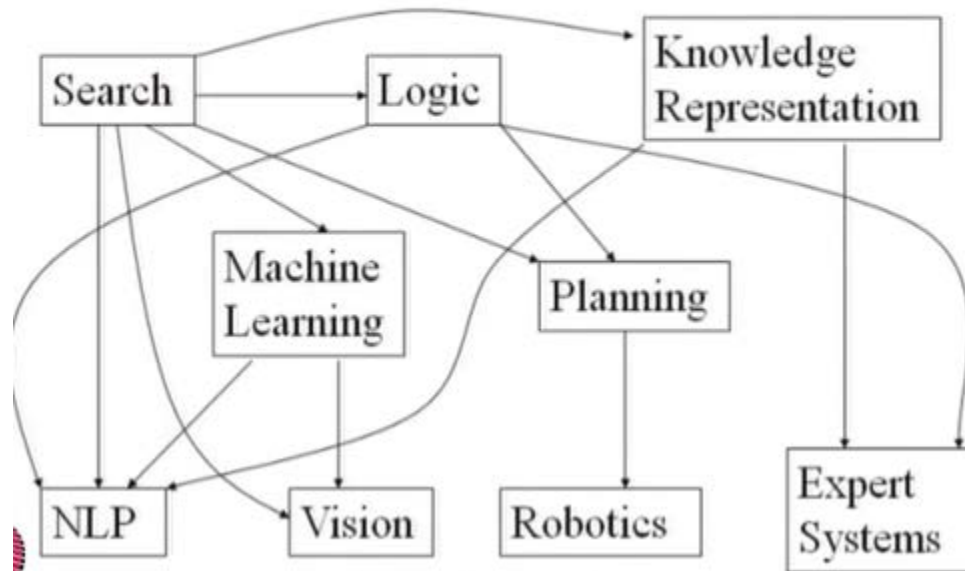 Search
Logic
Knowledge
Representation
Machine
Learning
Planning
NLP
Vision
Robotics
Expert
Systems